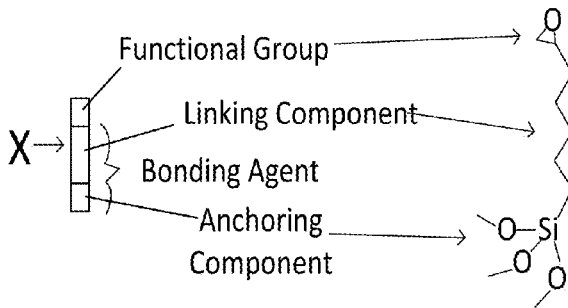 O
Functional Group
Linking Component
X
Bonding Agent
Anchoring
Component
O Si
O
O